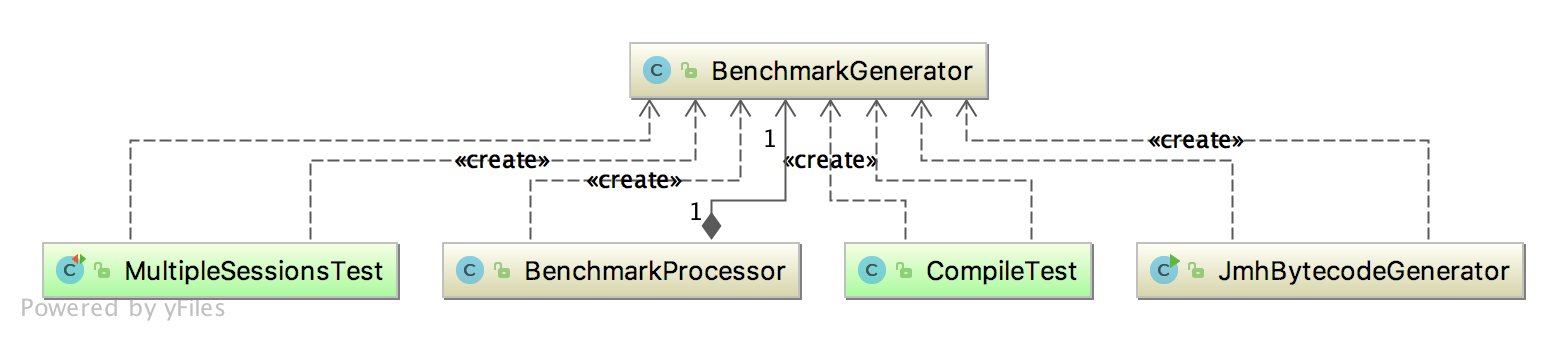 C BenchmarkGenerator
1
«create»
«create»
«create»
«create»
1
C MultipleSessionsTest
C BenchmarkProcessor
C CompileTest
C JmhBytecodeGenerator
Powered by yFiles